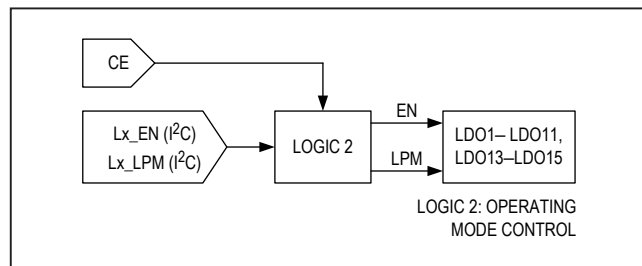 CE
Lx_EN (I²C)
Lx_LPM (I²C)
LOGIC 2
EN
LPM
LDO1– LDO11,
LDO13–LDO15
LOGIC 2: OPERATING
MODE CONTROL